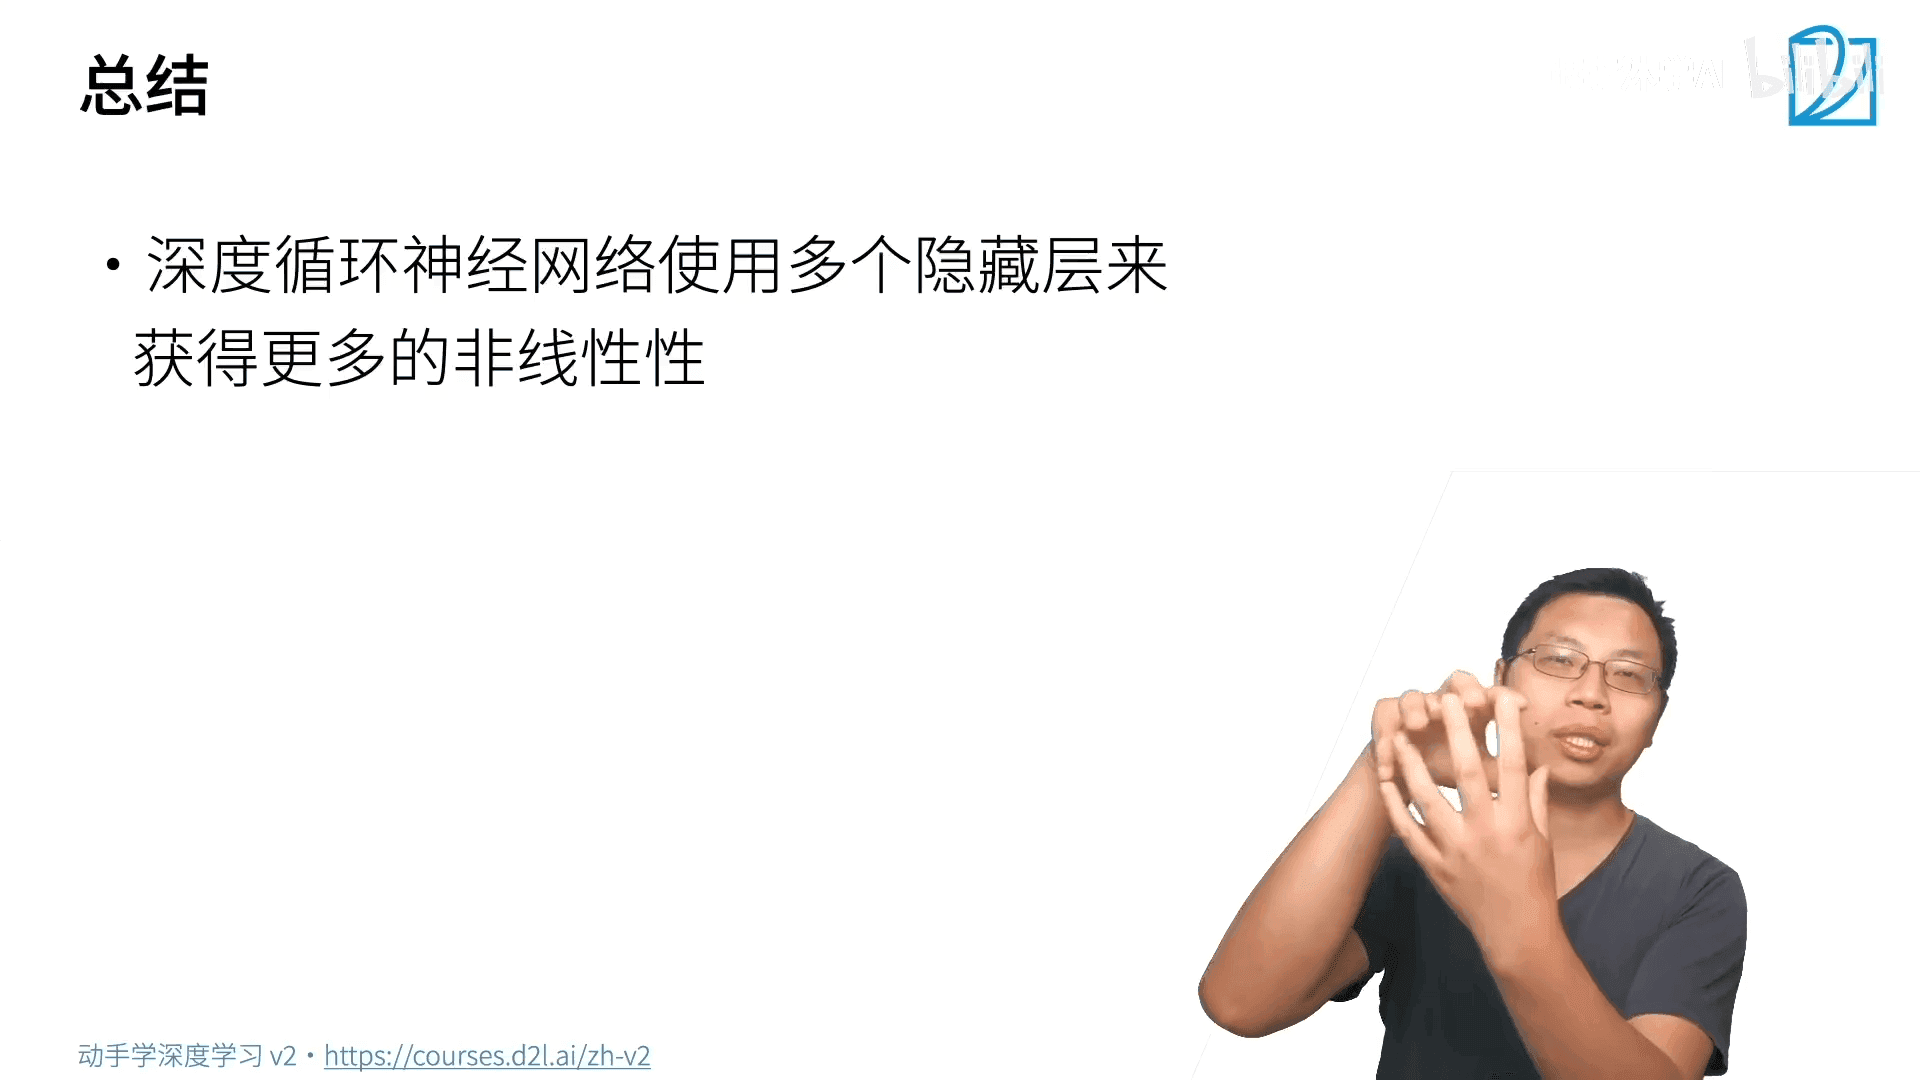 总结
bilibili
• 深度循环神经网络使用多个隐藏层来
获得更多的非线性性
动手学深度学习 v2 • https://courses.d2l.ai/zh-v2